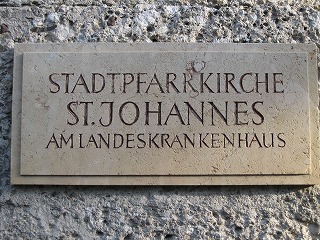 STADTPFARRKIRCHE
ST. JOHANNES
AM LANDESKRANKENHAUS